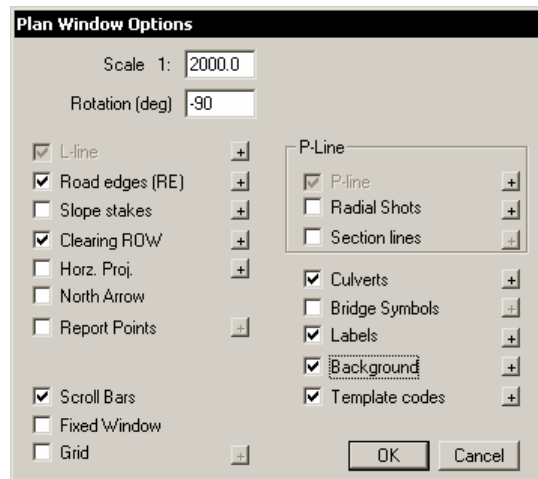 Plan Window Options
Scale 1: 2000.0
Rotation (deg) -90
L-line +
Road edges (RE) +
Slope stakes +
Clearing ROW +
Horz. Proj. +
North Arrow
Report Points +
Scroll Bars
Fixed Window
Grid +
P-Line
P-line +
Radial Shots +
Section lines +
Culverts +
Bridge Symbols +
Labels +
Background +
Template codes +
OK Cancel